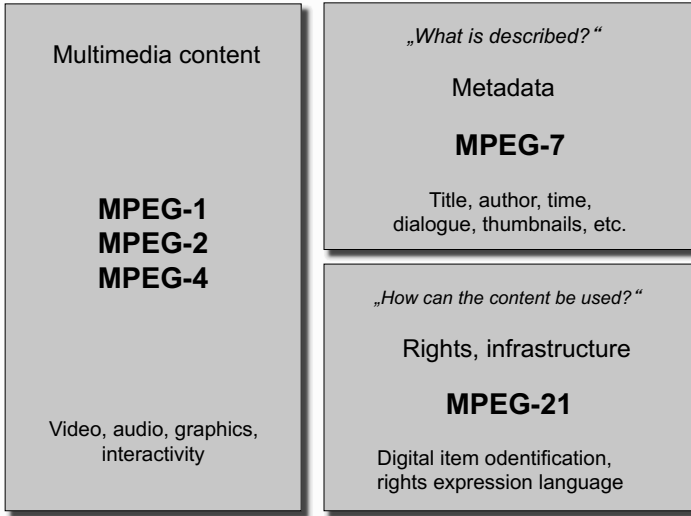 Multimedia content
MPEG-1
MPEG-2
MPEG-4
Video, audio, graphics,
interactivity
„What is described?“
Metadata
MPEG-7
Title, author, time,
dialogue, thumbnails, etc.
„How can the content be used?“
Rights, infrastructure
MPEG-21
Digital item odentification,
rights expression language